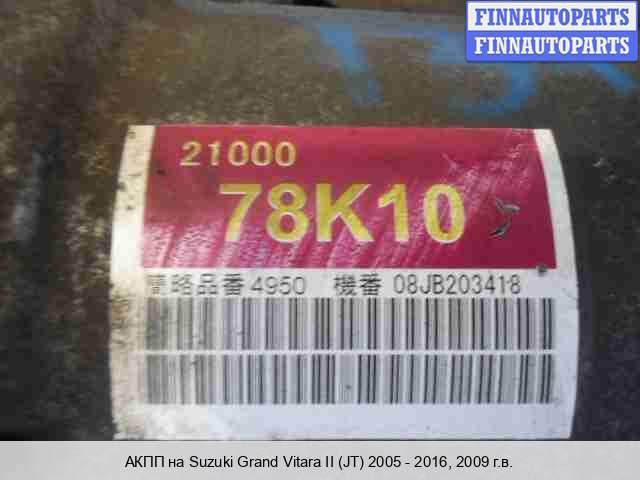 FINNAUTOPARTS
FINNAUTOPARTS
21000
78K10
略品番4950 機番 08JB203418
АКПП на Suzuki Grand Vitara II (JT) 2005 - 2016, 2009 г.в.